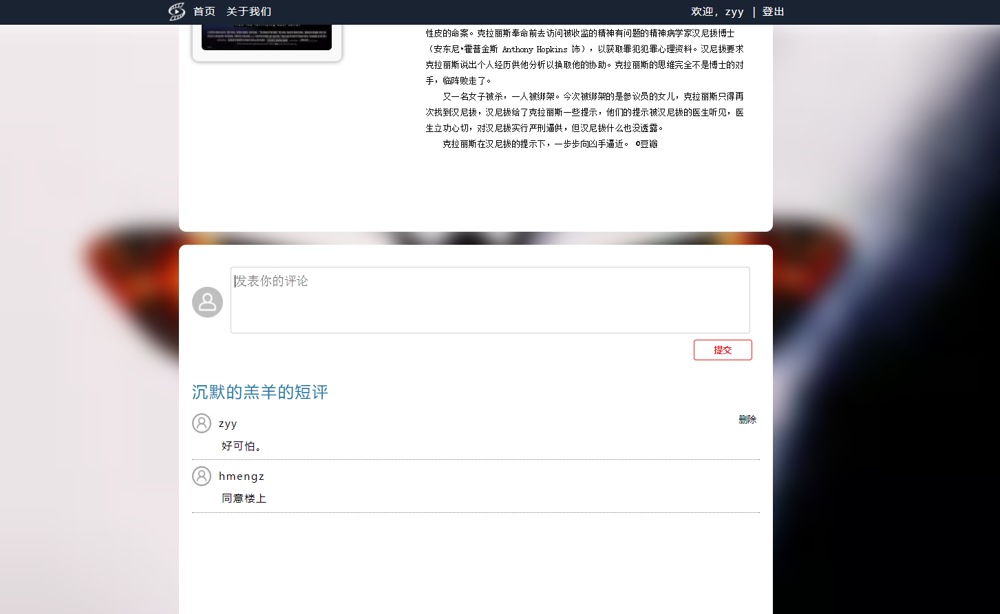 首页 关于我们 欢迎，zyy | 登出
性皮的命案。克拉丽斯奉命前去访问被收监的精神有问题的精神病学家汉尼拔博士
（安东尼·霍普金斯 Anthony Hopkins 饰），以获取罪犯犯罪心理资料。汉尼拔要求
克拉丽斯说出个人经历供他分析以换取他的协助。克拉丽斯的思维完全不是博士的对
手，临阵败走了。
又一名女子被杀，一人被绑架。今次被绑架的是参议员的女儿，克拉丽斯只得再
次找到汉尼拔，汉尼拔给了克拉丽斯一些提示，他们的提示被汉尼拔的医生听见，医
生立功心切，对汉尼拔实行严刑逼供，但汉尼拔什么也没透露。
克拉丽斯在汉尼拔的提示下，一步步向凶手逼近。 ©豆瓣
发表你的评论
提交
沉默的羔羊的短评
zyy 删除
好可怕。
hmengz
同意楼上